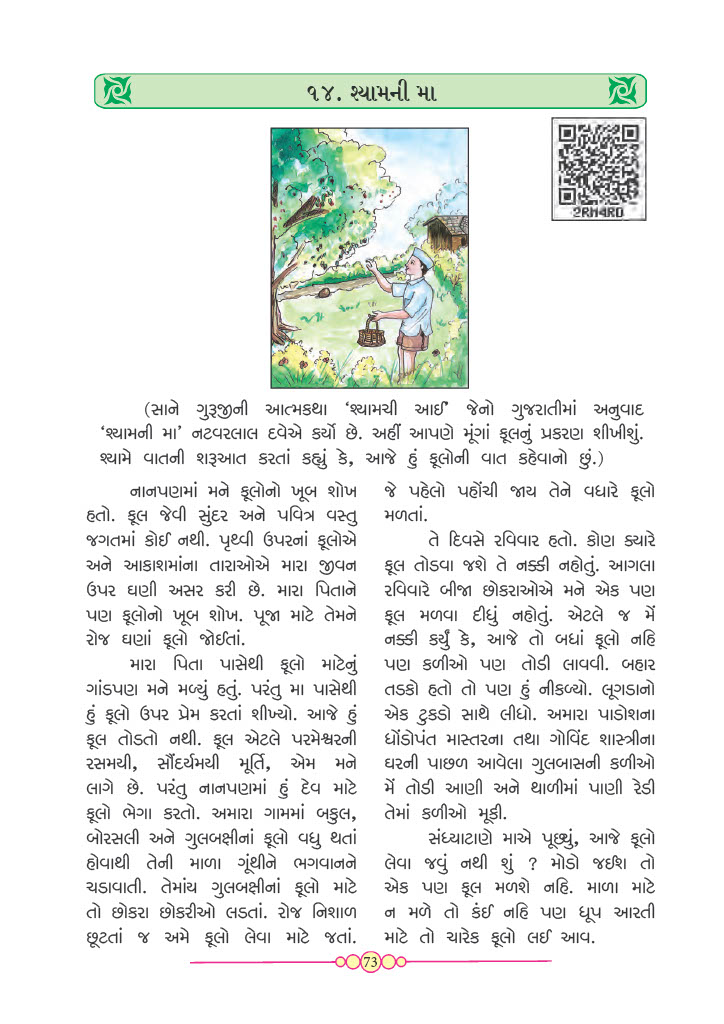 ૧૪. શ્યામની મા
2RH4RD
(સાને ગુરૂજીની આત્મકથા ‘શ્યામચી આઈ’ જેનો ગુજરાતીમાં અનુવાદ
‘શ્યામની મા’ નટવરલાલ દવેએ કર્યો છે. અહીં આપણે મૂંગાં ફૂલનું પ્રકરણ શીખીશું.
શ્યામે વાતની શરૂઆત કરતાં કહ્યું કે, આજે હું ફૂલોની વાત કહેવાનો છું.)
નાનપણમાં મને ફૂલોનો ખૂબ શોખ
હતો. ફૂલ જેવી સુંદર અને પવિત્ર વસ્તુ
જગતમાં કોઈ નથી. પૃથ્વી ઉપરનાં ફૂલોએ
અને આકાશમાંના તારાઓએ મારા જીવન
ઉપર ઘણી અસર કરી છે. મારા પિતાને
પણ ફૂલોનો ખૂબ શોખ. પૂજા માટે તેમને
રોજ ઘણાં ફૂલો જોઈતાં.
મારા પિતા પાસેથી ફૂલો માટેનું
ગાંડપણ મને મળ્યું હતું. પરંતુ મા પાસેથી
હું ફૂલો ઉપર પ્રેમ કરતાં શીખ્યો. આજે હું
ફૂલ તોડતો નથી. ફૂલ એટલે પરમેશ્વરની
રસમયી, સૌંદર્યમયી મૂર્તિ, એમ મને
લાગે છે. પરંતુ નાનપણમાં હું દેવ માટે
ફૂલો ભેગા કરતો. અમારા ગામમાં બકુલ,
બોરસલી અને ગુલબક્ષીનાં ફૂલો વધુ થતાં
હોવાથી તેની માળા ગૂંથીને ભગવાનને
ચડાવાતી. તેમાંય ગુલબક્ષીનાં ફૂલો માટે
તો છોકરા છોકરીઓ લડતાં. રોજ નિશાળ
છૂટતાં જ અમે ફૂલો લેવા માટે જતાં.
જે પહેલો પહોંચી જાય તેને વધારે ફૂલો
મળતાં.
તે દિવસે રવિવાર હતો. કોણ ક્યારે
ફૂલ તોડવા જશે તે નક્કી નહોતું. આગલા
રવિવારે બીજા છોકરાઓએ મને એક પણ
ફૂલ મળવા દીધું નહોતું. એટલે જ મેં
નક્કી કર્યું કે, આજે તો બધાં ફૂલો નહિ
પણ કળીઓ પણ તોડી લાવવી. બહાર
તડકો હતો તો પણ હું નીકળ્યો. લૂગડાનો
એક ટુકડો સાથે લીધો. અમારા પાડોશના
ધોંડોપંત માસ્તરના તથા ગોવિંદ શાસ્ત્રીના
ઘરની પાછળ આવેલા ગુલબાસની કળીઓ
મેં તોડી આણી અને થાળીમાં પાણી રેડી
તેમાં કળીઓ મૂકી.
સંધ્યાટાણે માએ પૂછ્યું, આજે ફૂલો
લેવા જવું નથી શું ? મોડો જઈશ તો
એક પણ ફૂલ મળશે નહિ. માળા માટે
ન મળે તો કંઈ નહિ પણ ધૂપ આરતી
માટે તો ચારેક ફૂલો લઈ આવ.
73